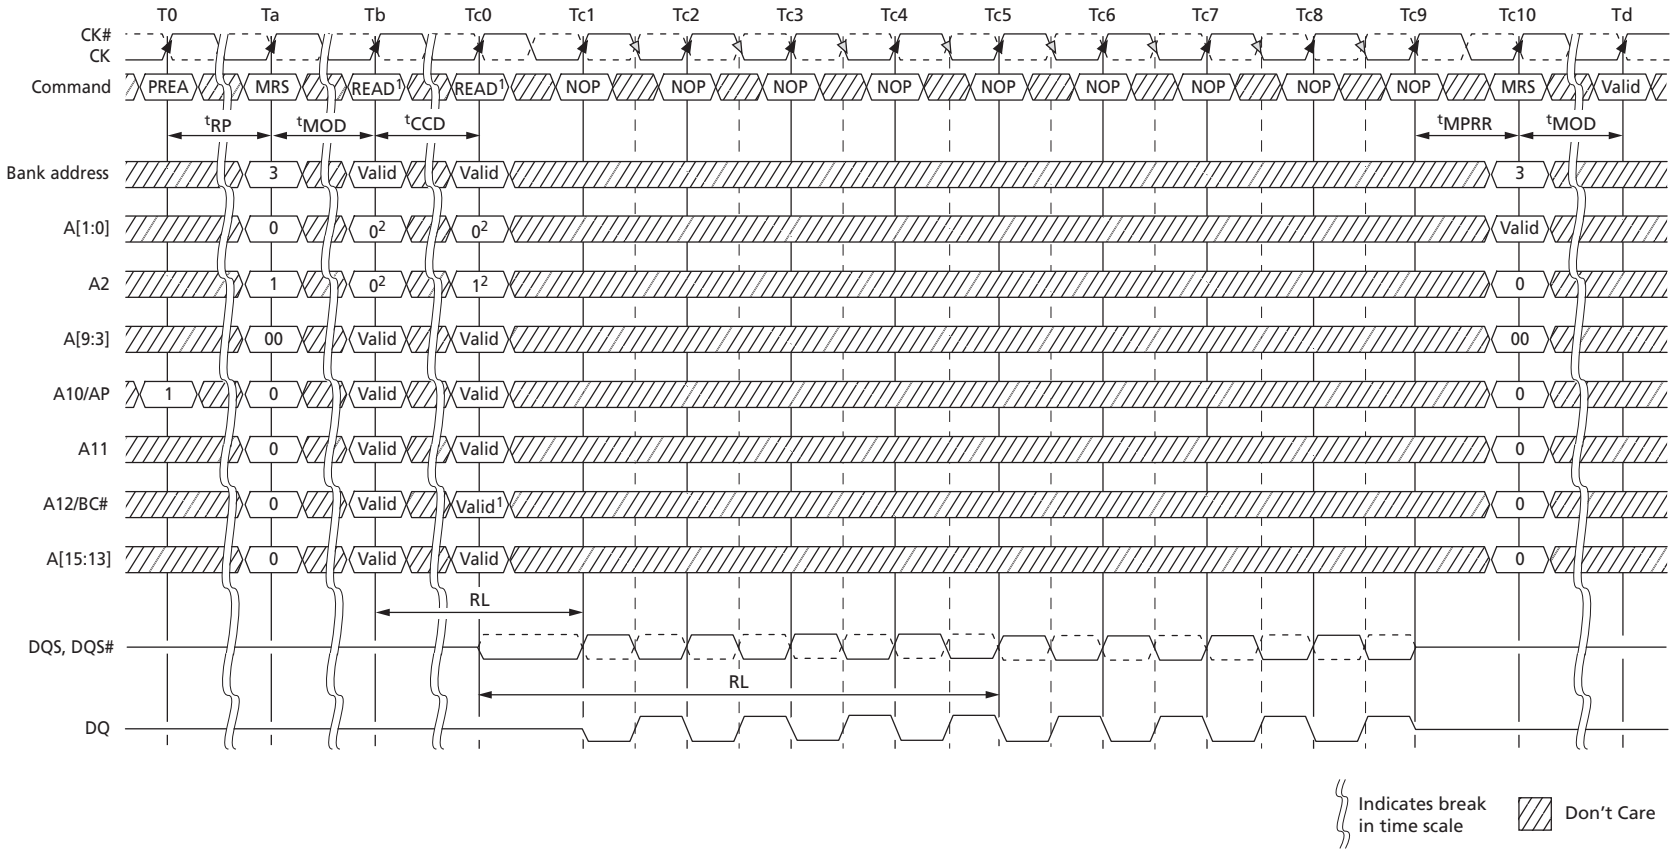 T0 Ta Tb Tc0 Tc1 Tc2 Tc3 Tc4 Tc5 Tc6 Tc7 Tc8 Tc9 Tc10 Td
CK#
CK
Command PREA MRS READ1 READ1 NOP NOP NOP NOP NOP NOP NOP NOP NOP MRS Valid
tRP tMOD tCCD tMPRR tMOD
Bank address 3 Valid Valid 3
A[1:0] 0 02 02 Valid
A2 1 02 12 0
A[9:3] 00 Valid Valid 00
A10/AP 1 0 Valid Valid 0
A11 0 Valid Valid 0
A12/BC# 0 Valid Valid1 0
A[15:13] 0 Valid Valid 0
RL
DQS, DQS#
RL
DQ
Indicates break
in time scale
Don't Care